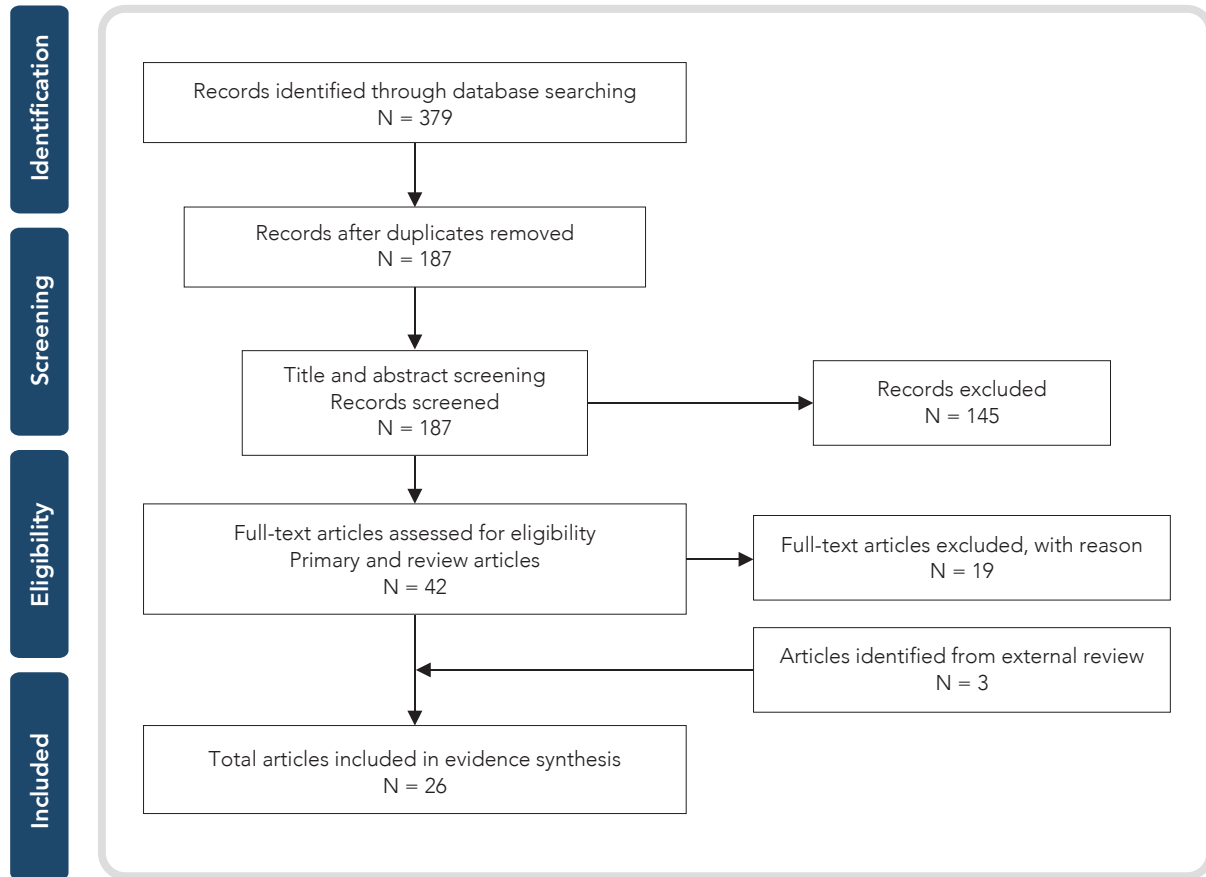 Identification
Records identified through database searching
N = 379
Records after duplicates removed
N = 187
Screening
Title and abstract screening
Records screened
N = 187
Records excluded
N = 145
Eligibility
Full-text articles assessed for eligibility
Primary and review articles
N = 42
Full-text articles excluded, with reason
N = 19
Articles identified from external review
N = 3
Included
Total articles included in evidence synthesis
N = 26